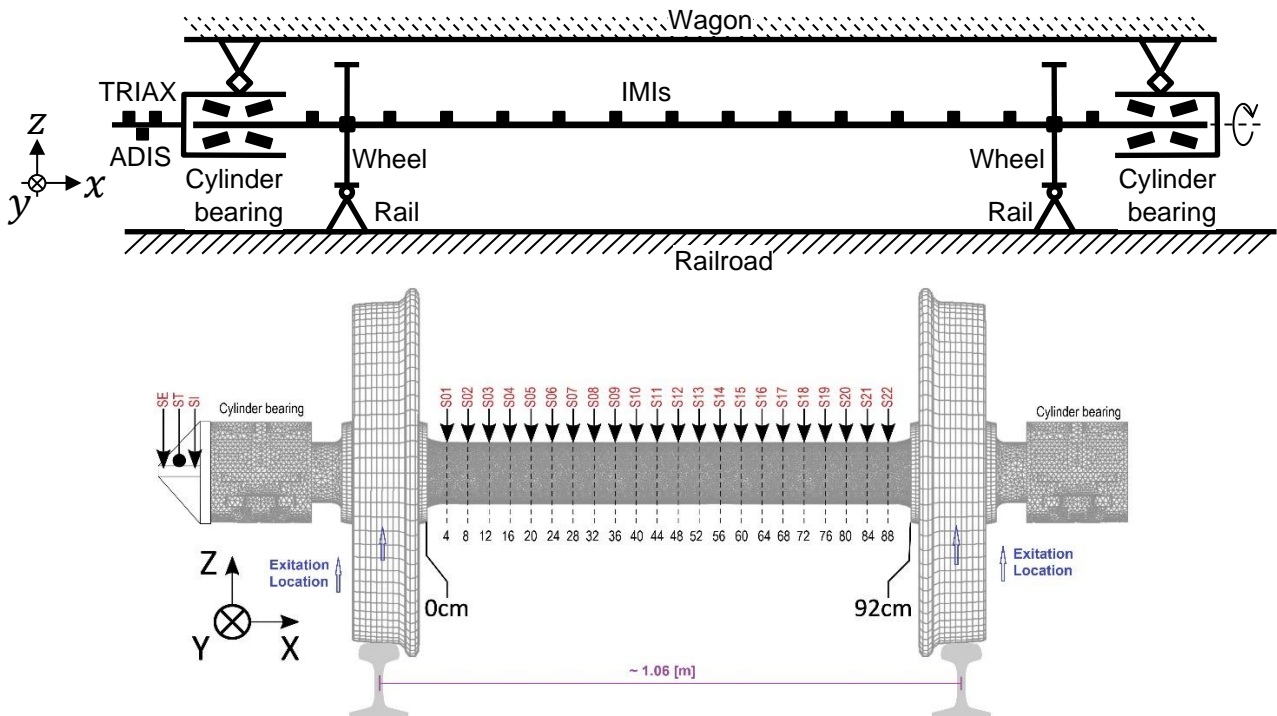 Wagon
TRIAX
IMIs
z
ADIS
Wheel
Wheel
y x
Cylinder
bearing
Cylinder
bearing
Rail
Rail
Railroad
SE
ST
SI
Cylinder bearing
S01
S02
S03
S04
S05
S06
S07
S08
S09
S10
S11
S12
S13
S14
S15
S16
S17
S18
S19
S20
S21
S22
Cylinder bearing
4 8 12 16 20 24 28 32 36 40 44 48 52 56 60 64 68 72 76 80 84 88
Exitation
Location
Exitation
Location
Z
0cm
92cm
Y X
~ 1.06 [m]